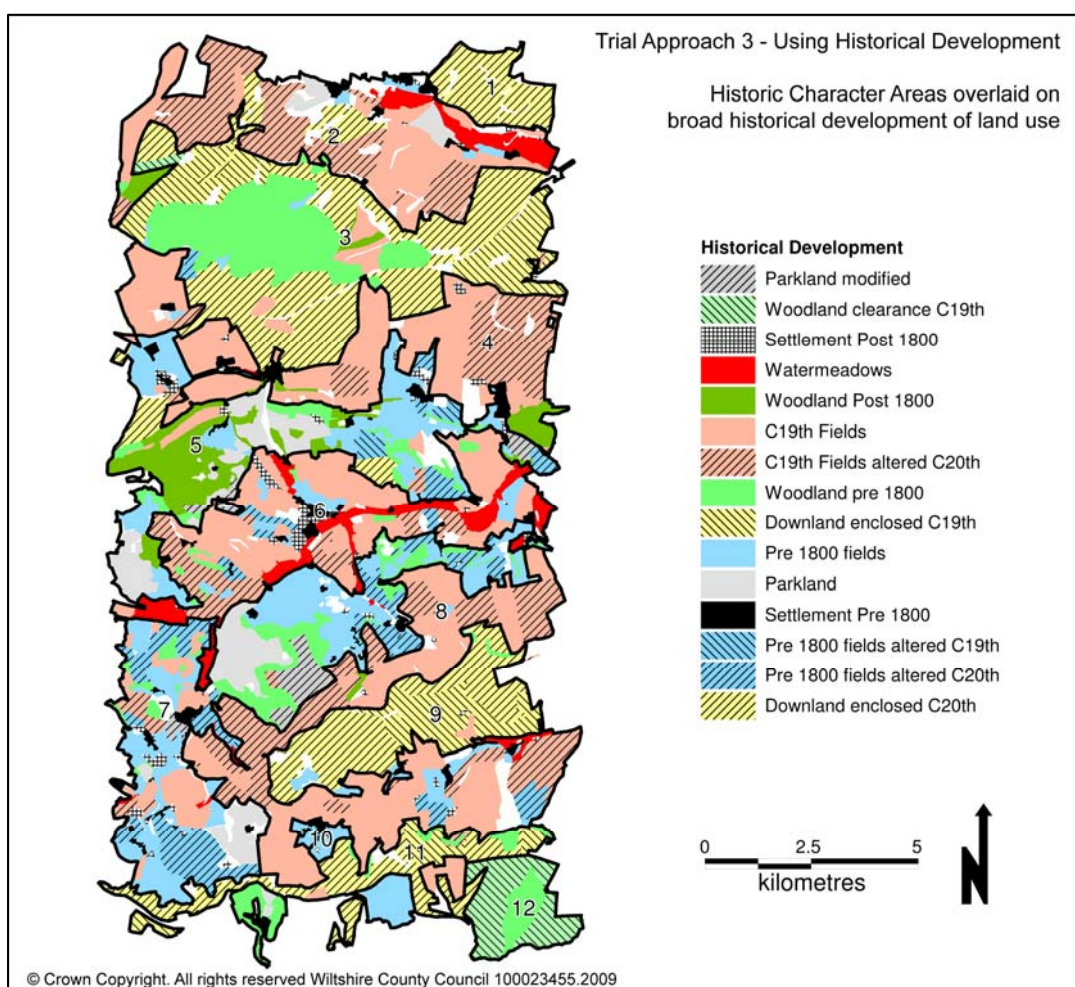 Trial Approach 3 - Using Historical Development
Historic Character Areas overlaid on
broad historical development of land use
1
2
3
4
5
6
7
8
9
10
11
12
Historical Development
Parkland modified
Woodland clearance C19th
Settlement Post 1800
Watermeadows
Woodland Post 1800
C19th Fields
C19th Fields altered C20th
Woodland pre 1800
Downland enclosed C19th
Pre 1800 fields
Parkland
Settlement Pre 1800
Pre 1800 fields altered C19th
Pre 1800 fields altered C20th
Downland enclosed C20th
0 2.5 5
kilometres
N
© Crown Copyright. All rights reserved Wiltshire County Council 100023455.2009